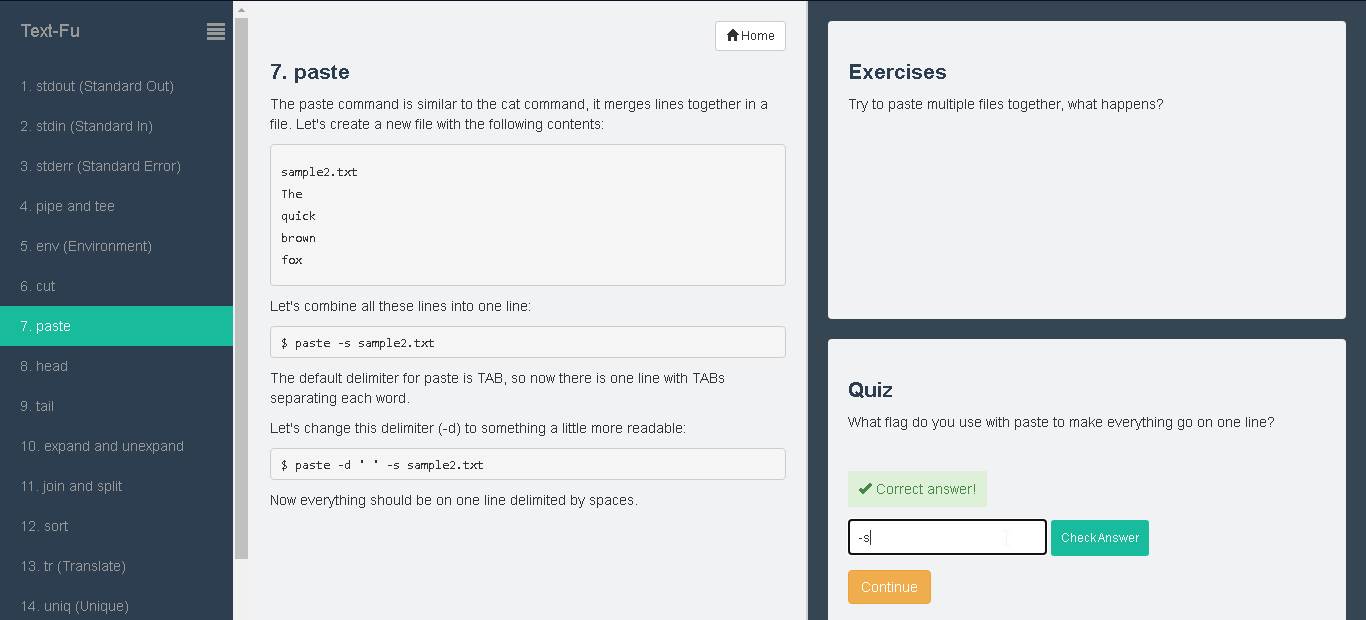 Text-Fu
1. stdout (Standard Out)
2. stdin (Standard In)
3. stderr (Standard Error)
4. pipe and tee
5. env (Environment)
6. cut
7. paste
8. head
9. tail
10. expand and unexpand
11. join and split
12. sort
13. tr (Translate)
14. uniq (Unique)
Home
7. paste
The paste command is similar to the cat command, it merges lines together in a
file. Let's create a new file with the following contents:
sample2.txt
The
quick
brown
fox
Let's combine all these lines into one line:
$ paste -s sample2.txt
The default delimiter for paste is TAB, so now there is one line with TABs
separating each word.
Let's change this delimiter (-d) to something a little more readable:
$ paste -d ' ' -s sample2.txt
Now everything should be on one line delimited by spaces.
Exercises
Try to paste multiple files together, what happens?
Quiz
What flag do you use with paste to make everything go on one line?
Correct answer!
-s
Check Answer
Continue